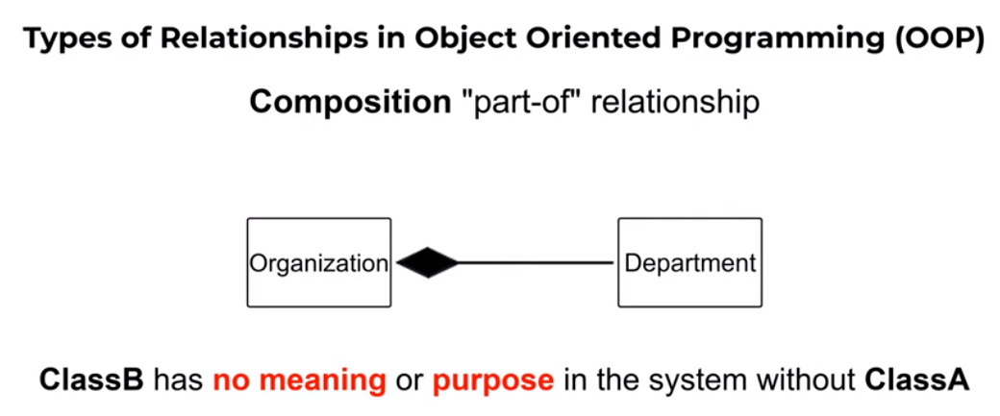 Types of Relationships in Object Oriented Programming (OOP)
Composition "part-of" relationship
Organization
Department
ClassB has no meaning or purpose in the system without ClassA